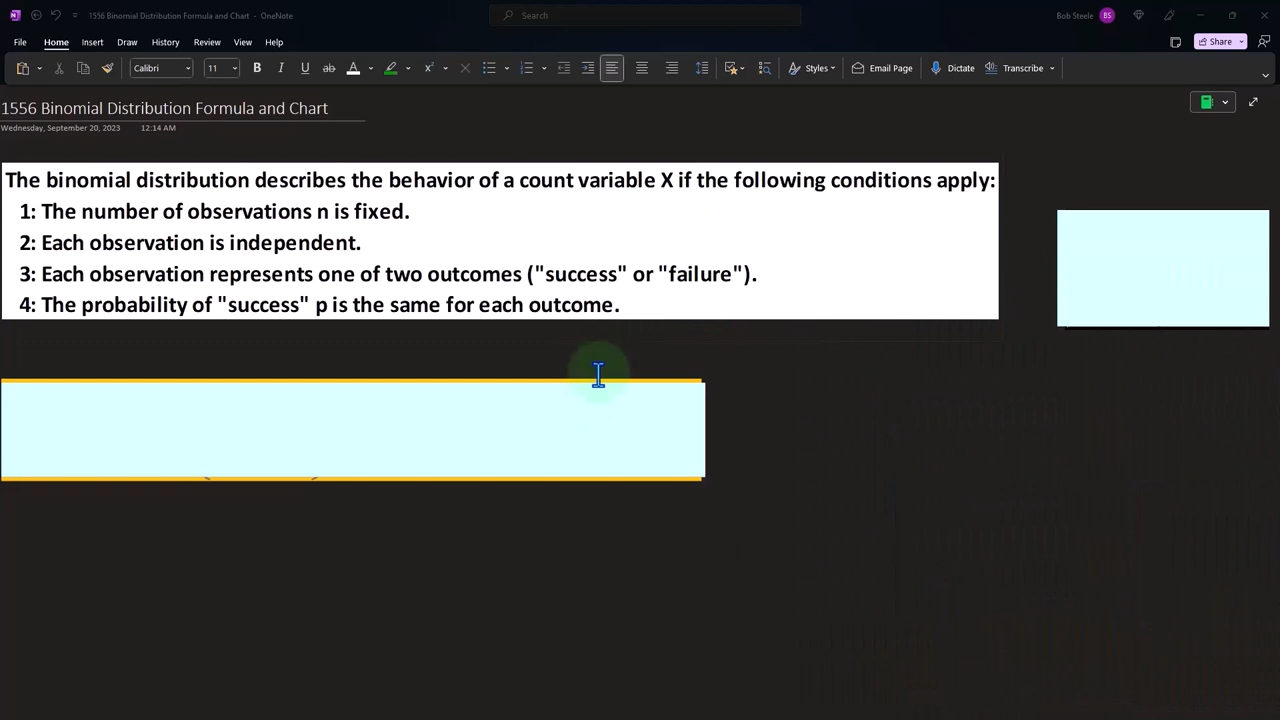 1556 Binomial Distribution Formula and Chart - OneNote
Search
Bob Steele
BS
File Home Insert Draw History Review View Help
Share
Calibri 11 B I U ab A x Styles Email Page Dictate Transcribe
1556 Binomial Distribution Formula and Chart
Wednesday, September 20, 2023 12:14 AM
The binomial distribution describes the behavior of a count variable X if the following conditions apply:
1: The number of observations n is fixed.
2: Each observation is independent.
3: Each observation represents one of two outcomes ("success" or "failure").
4: The probability of "success" p is the same for each outcome.